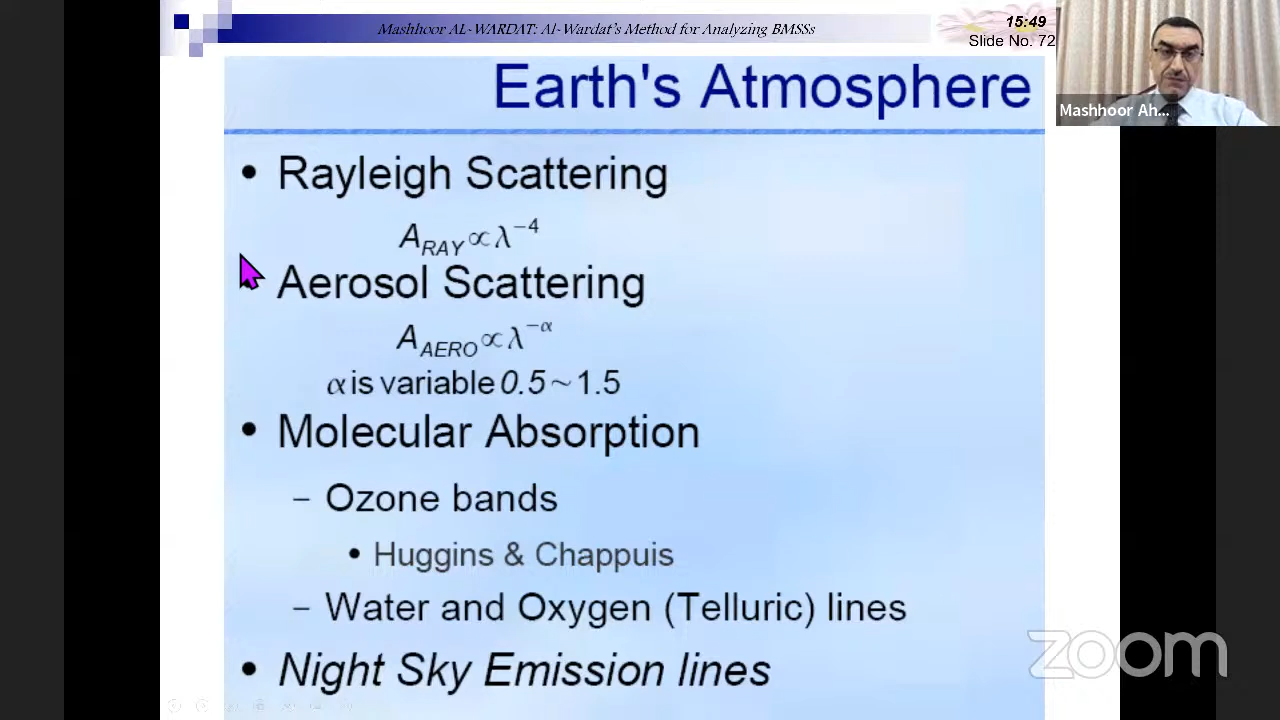 Mashhoor AL-WARDAT: Al-Wardat's Method for Analyzing BMSSs
15:49
Slide No. 72
Mashhoor Ah...
Earth's Atmosphere
• Rayleigh Scattering
A_RAY ∝ λ^−4
• Aerosol Scattering
A_AERO ∝ λ^−α
α is variable 0.5 ~ 1.5
• Molecular Absorption
– Ozone bands
• Huggins & Chappuis
– Water and Oxygen (Telluric) lines
• Night Sky Emission lines
zoom